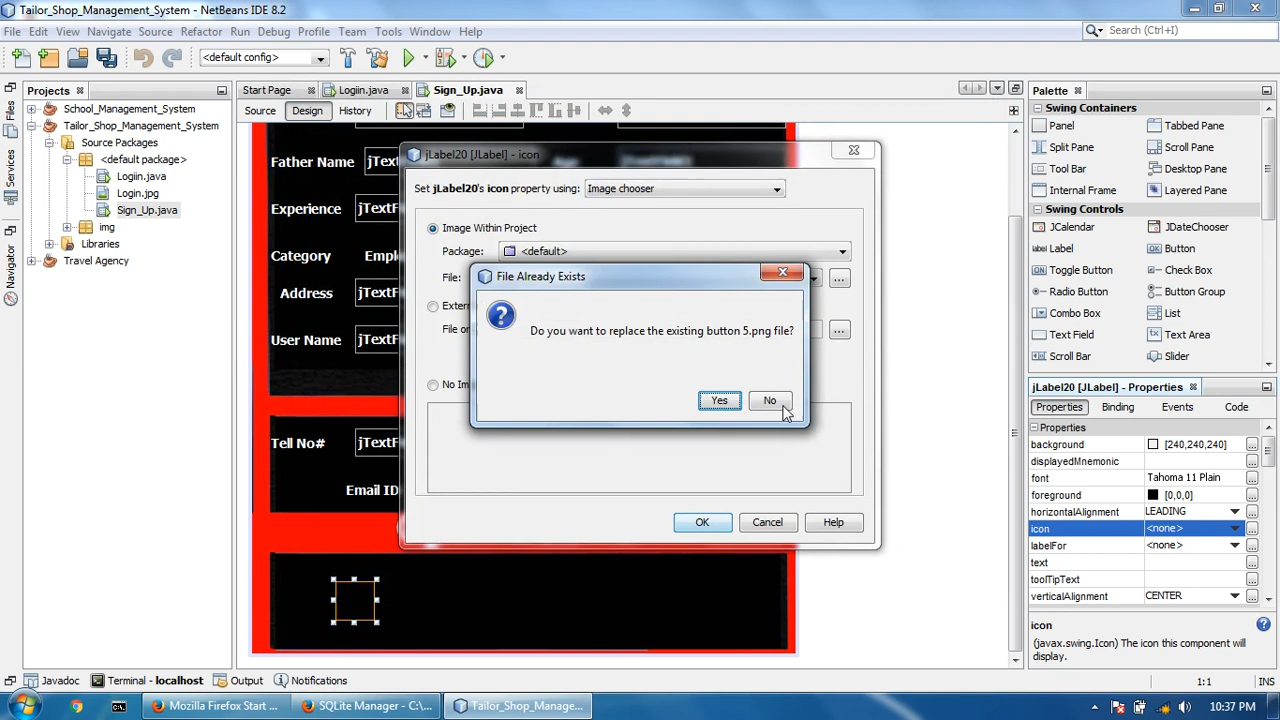 Tailor_Shop_Management_System - NetBeans IDE 8.2
File Edit View Navigate Source Refactor Run Debug Profile Team Tools Window Help
Search (Ctrl+I)
<default config>
Projects
Start Page
Logiin.java
Sign_Up.java
Palette
Source
Design
History
Files
Services
Navigator
School_Management_System
Tailor_Shop_Management_System
Source Packages
<default package>
Logiin.java
Login.jpg
Sign_Up.java
img
Libraries
Travel Agency
Father Name
Experience
Category
Address
User Name
Tell No#
Email ID
jLabel20 [JLabel] - icon
Set jLabel20's icon property using:
Image chooser
Image Within Project
Package:
<default>
File:
...
...
File Already Exists
Do you want to replace the existing button 5.png file?
Yes
No
OK
Cancel
Help
Swing Containers
Panel
Tabbed Pane
Split Pane
Scroll Pane
Tool Bar
Desktop Pane
Internal Frame
Layered Pane
Swing Controls
JCalendar
JDateChooser
Label
Button
Toggle Button
Check Box
Radio Button
Button Group
Combo Box
List
Text Field
Text Area
Scroll Bar
Slider
jLabel20 [JLabel] - Properties
Properties
Binding
Events
Code
Properties
background [240,240,240] ...
displayedMnemonic ...
font Tahoma 11 Plain ...
foreground [0,0,0] ...
horizontalAlignment LEADING ...
icon <none> ...
labelFor <none> ...
text ...
toolTipText ...
verticalAlignment CENTER ...
icon
(javax.swing.Icon) The icon this component will
display.
Javadoc
Terminal - localhost
Output
Notifications
1:1
INS
Mozilla Firefox Start ...
SQLite Manager - C:\...
Tailor_Shop_Manage...
10:37 PM